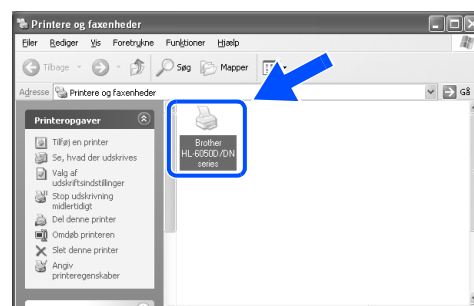 Printere og faxenheder
Filer Rediger Vis Foretrukne Funktioner Hjælp
Tilbage Søg Mapper
Adresse Printere og faxenheder Gå
Printeropgaver
Tilføj en printer
Se, hvad der udskrives
Valg af
udskriftsindstillinger
Stop udskrivning
midlertidigt
Del denne printer
Omdøb printeren
Slet denne printer
Angiv
printeregenskaber
Brother
HL-6050D/DN
series